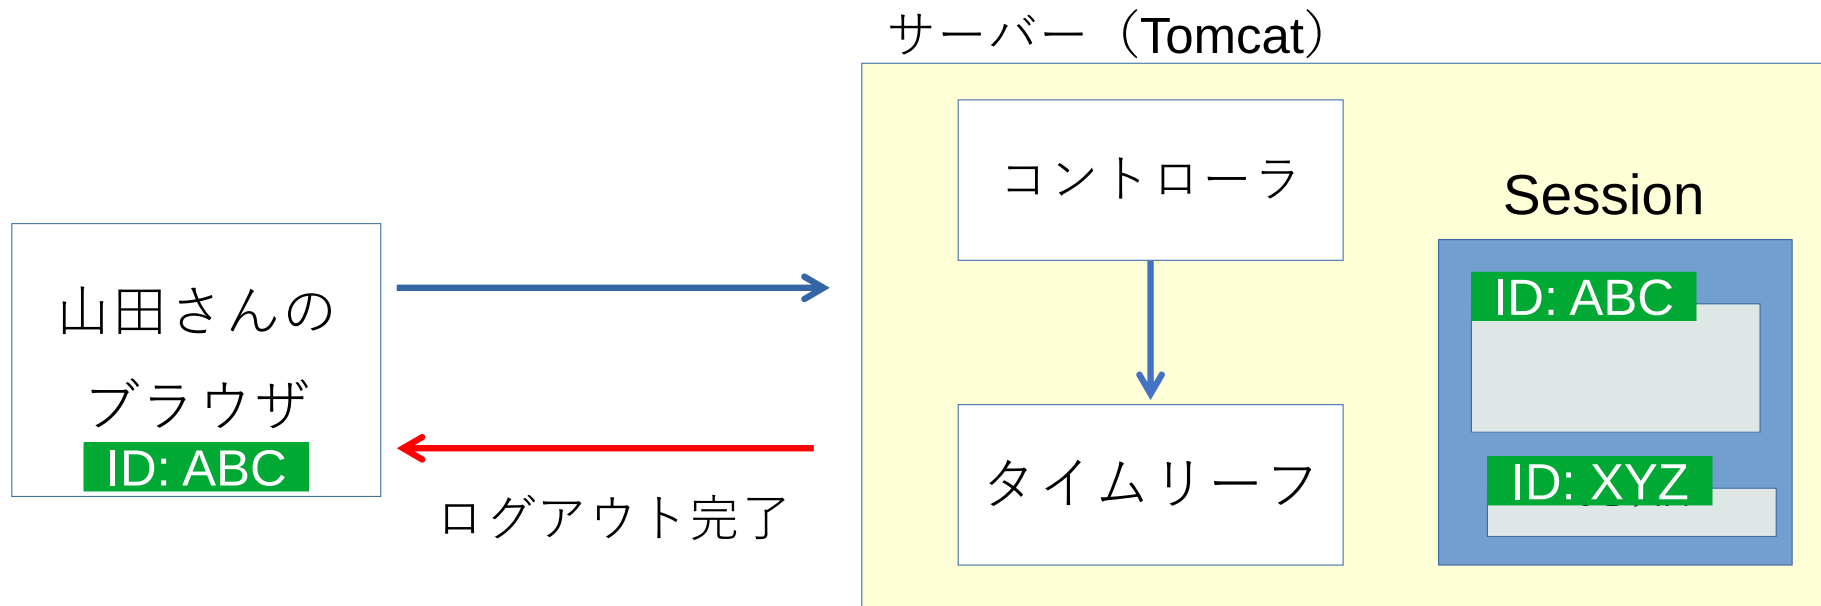 サーバー（Tomcat）
コントローラ
Session
山田さんの
ブラウザ
ID: ABC
ID: ABC
タイムリーフ
ID: XYZ
ログアウト完了